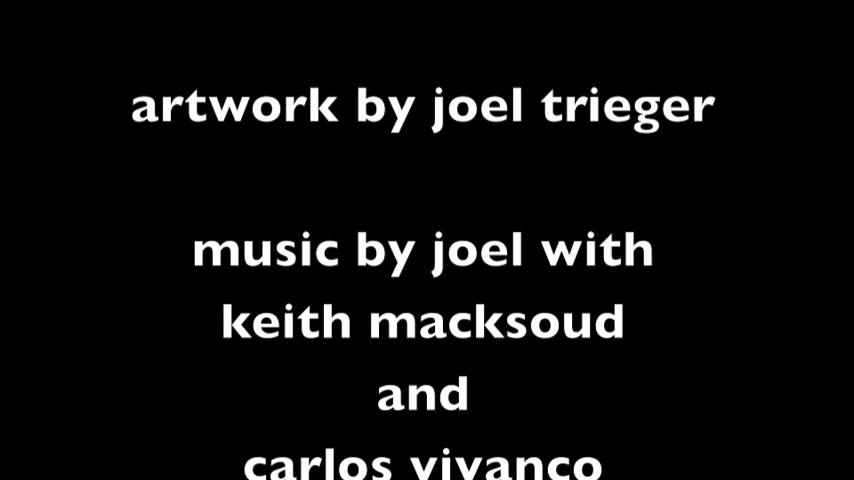 artwork by joel trieger
music by joel with
keith macksoud
and
carlos vivanco